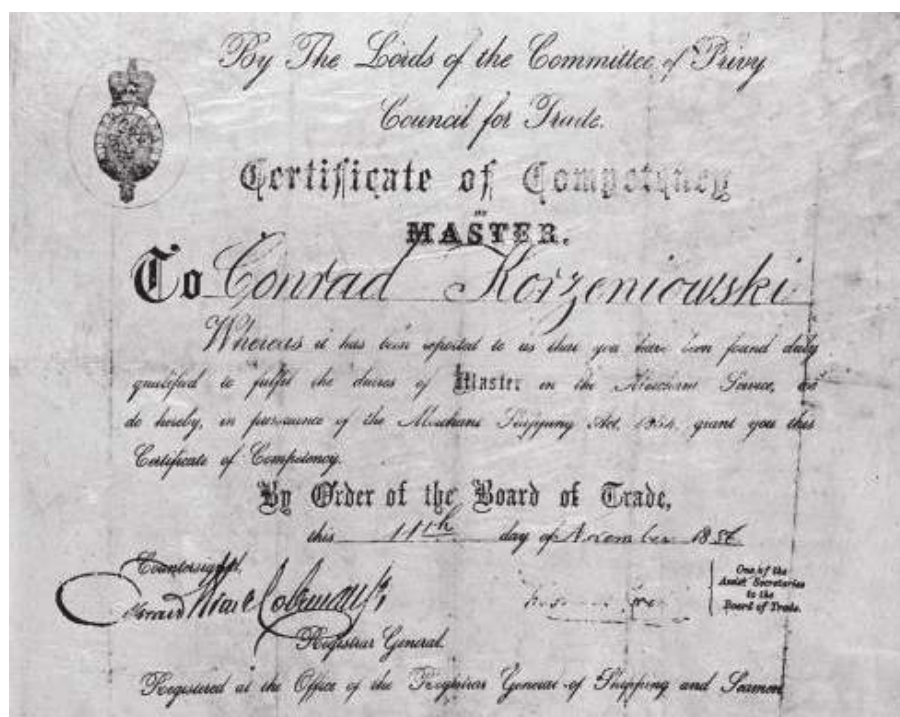 By The Lords of the Committee of Privy
Council for Trade.
Certificate of Competency
as
MASTER.
To Conrad Korzeniowski
Whereas it has been reported to us that you have been found duly
qualified to fulfil the duties of Master in the Merchant Service, we
do hereby, in pursuance of the Merchant Shipping Act, 1854, grant you this
Certificate of Competency.
By Order of the Board of Trade,
this 11th day of November 1886
Countersigned,
Registrar General.
One of the
Assist Secretaries
to the
Board of Trade.
Registered at the Office of the Registrar General of Shipping and Seamen